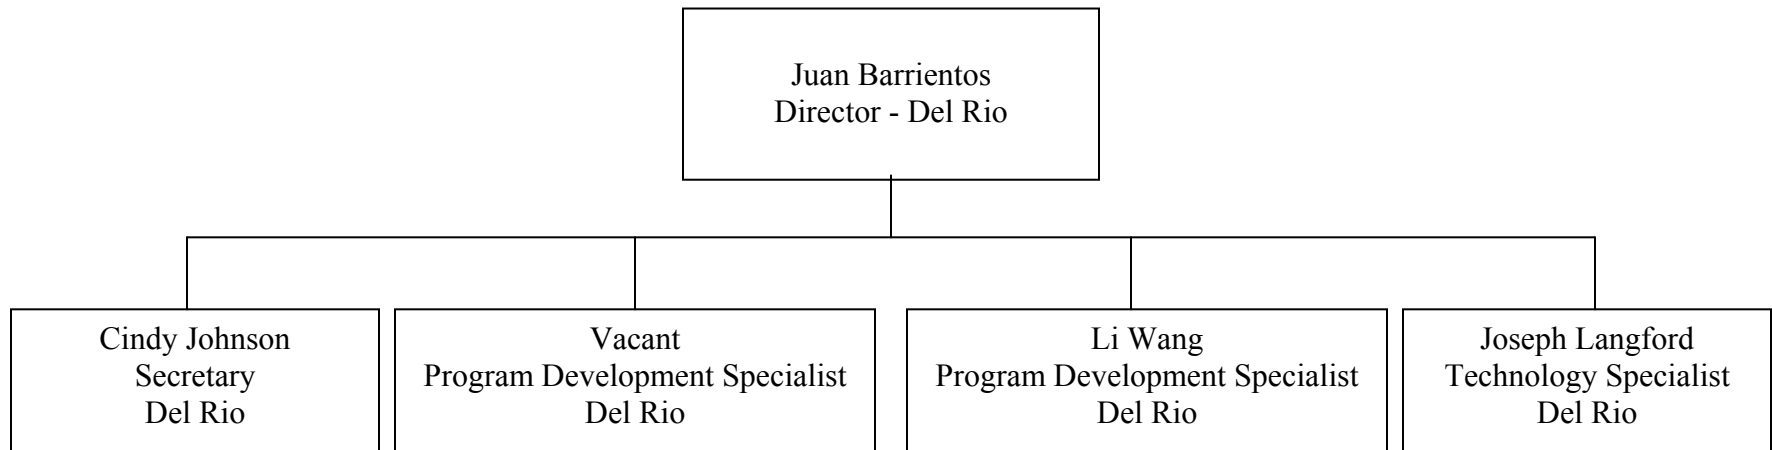 Juan Barrientos
Director - Del Rio
Cindy Johnson
Secretary
Del Rio
Vacant
Program Development Specialist
Del Rio
Li Wang
Program Development Specialist
Del Rio
Joseph Langford
Technology Specialist
Del Rio